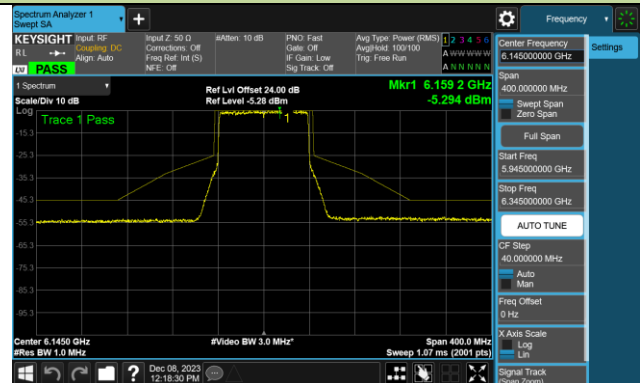 Spectrum Analyzer 1
Swept SA
Frequency
KEYSIGHT
RL
Input: RF
Coupling: DC
Align: Auto
Input Z: 50 Ω
Corrections: Off
Freq Ref: Int (S)
NFE: Off
#Atten: 10 dB
PNO: Fast
Gate: Off
IF Gain: Low
Sig Track: Off
Avg Type: Power (RMS)
Avg|Hold: 100/100
Trig: Free Run
1 2 3 4 5 6
A W W W W W
A N N N N N
PASS
1 Spectrum
Scale/Div 10 dB
Log
Ref Lvl Offset 24.00 dB
Ref Level -5.28 dBm
Mkr1 6.159 2 GHz
-5.294 dBm
Trace 1 Pass
1
-15.3
-25.3
-35.3
-45.3
-55.3
-65.3
-75.3
-85.3
-95.3
Center 6.1450 GHz
#Res BW 1.0 MHz
#Video BW 3.0 MHz*
Span 400.0 MHz
Sweep 1.07 ms (2001 pts)
Dec 08, 2023
12:18:30 PM
Center Frequency
6.145000000 GHz
Settings
Span
400.000000 MHz
Swept Span
Zero Span
Full Span
Start Freq
5.945000000 GHz
Stop Freq
6.345000000 GHz
AUTO TUNE
CF Step
40.000000 MHz
Auto
Man
Freq Offset
0 Hz
X Axis Scale
Log
Lin
Signal Track
(Span Zoom)